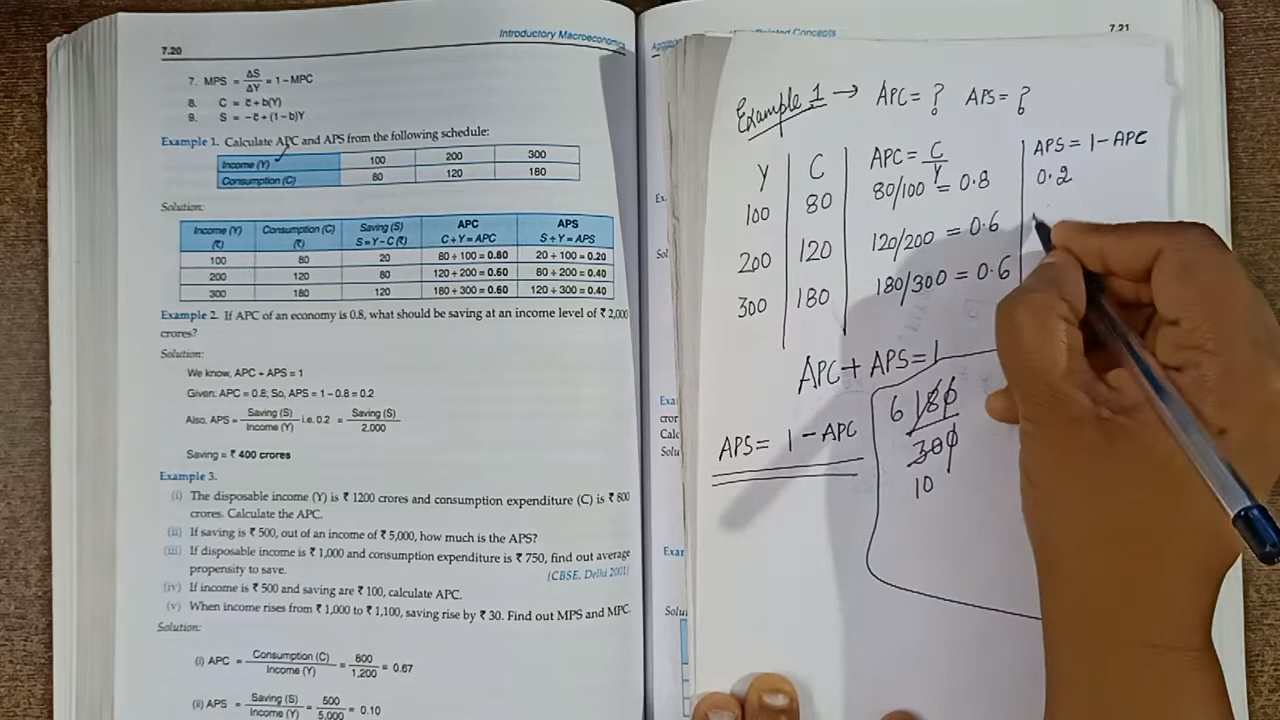 7.20
Introductory Macroeconomics
7. MPS = ΔS/ΔY = 1 – MPC
8. C = c̄ + b(Y)
9. S = –c̄ + (1 – b)Y
Example 1. Calculate APC and APS from the following schedule:
Income (Y) 100 200 300
Consumption (C) 80 120 180
Solution:
Income (Y) (₹) Consumption (C) (₹) Saving (S) S = Y – C (₹) APC C ÷ Y = APC APS S ÷ Y = APS
100 80 20 80 ÷ 100 = 0.80 20 ÷ 100 = 0.20
200 120 80 120 ÷ 200 = 0.60 80 ÷ 200 = 0.40
300 180 120 180 ÷ 300 = 0.60 120 ÷ 300 = 0.40
Example 2. If APC of an economy is 0.8, what should be saving at an income level of ₹ 2,000
crores?
Solution:
We know, APC + APS = 1
Given: APC = 0.8; So, APS = 1 – 0.8 = 0.2
Also, APS = Saving (S)/Income (Y) i.e. 0.2 = Saving (S)/2,000
Saving = ₹ 400 crores
Example 3.
(i) The disposable income (Y) is ₹ 1200 crores and consumption expenditure (C) is ₹ 800
crores. Calculate the APC.
(ii) If saving is ₹ 500, out of an income of ₹ 5,000, how much is the APS?
(iii) If disposable income is ₹ 1,000 and consumption expenditure is ₹ 750, find out average
propensity to save. (CBSE, Delhi 2001)
(iv) If income is ₹ 500 and saving are ₹ 100, calculate APC.
(v) When income rises from ₹ 1,000 to ₹ 1,100, saving rise by ₹ 30. Find out MPS and MPC.
Solution:
(i) APC = Consumption (C)/Income (Y) = 800/1,200 = 0.67
(ii) APS = Saving (S)/Income (Y) = 500/5,000 = 0.10
Related Concepts
7.21
Example 1 → APC = ? APS = ?
Y C APC = C/Y APS = 1 - APC
100 80 80/100 = 0.8 0.2
200 120 120/200 = 0.6
300 180 180/300 = 0.6
APC + APS = 1
APS = 1 - APC
6 180
300
10